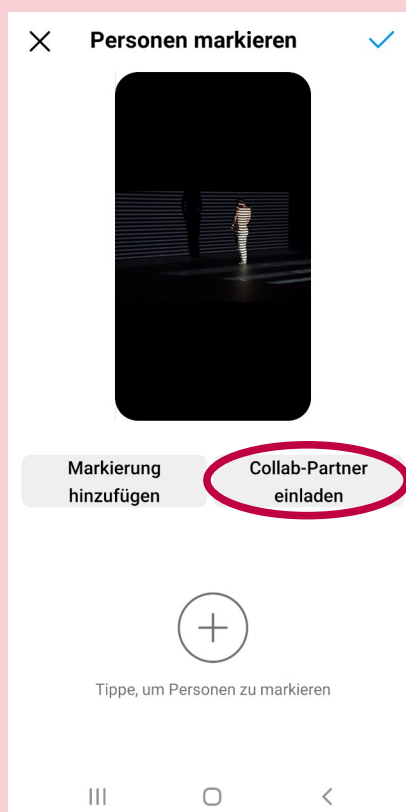 Personen markieren
Markierung
hinzufügen
Collab-Partner
einladen
Tippe, um Personen zu markieren